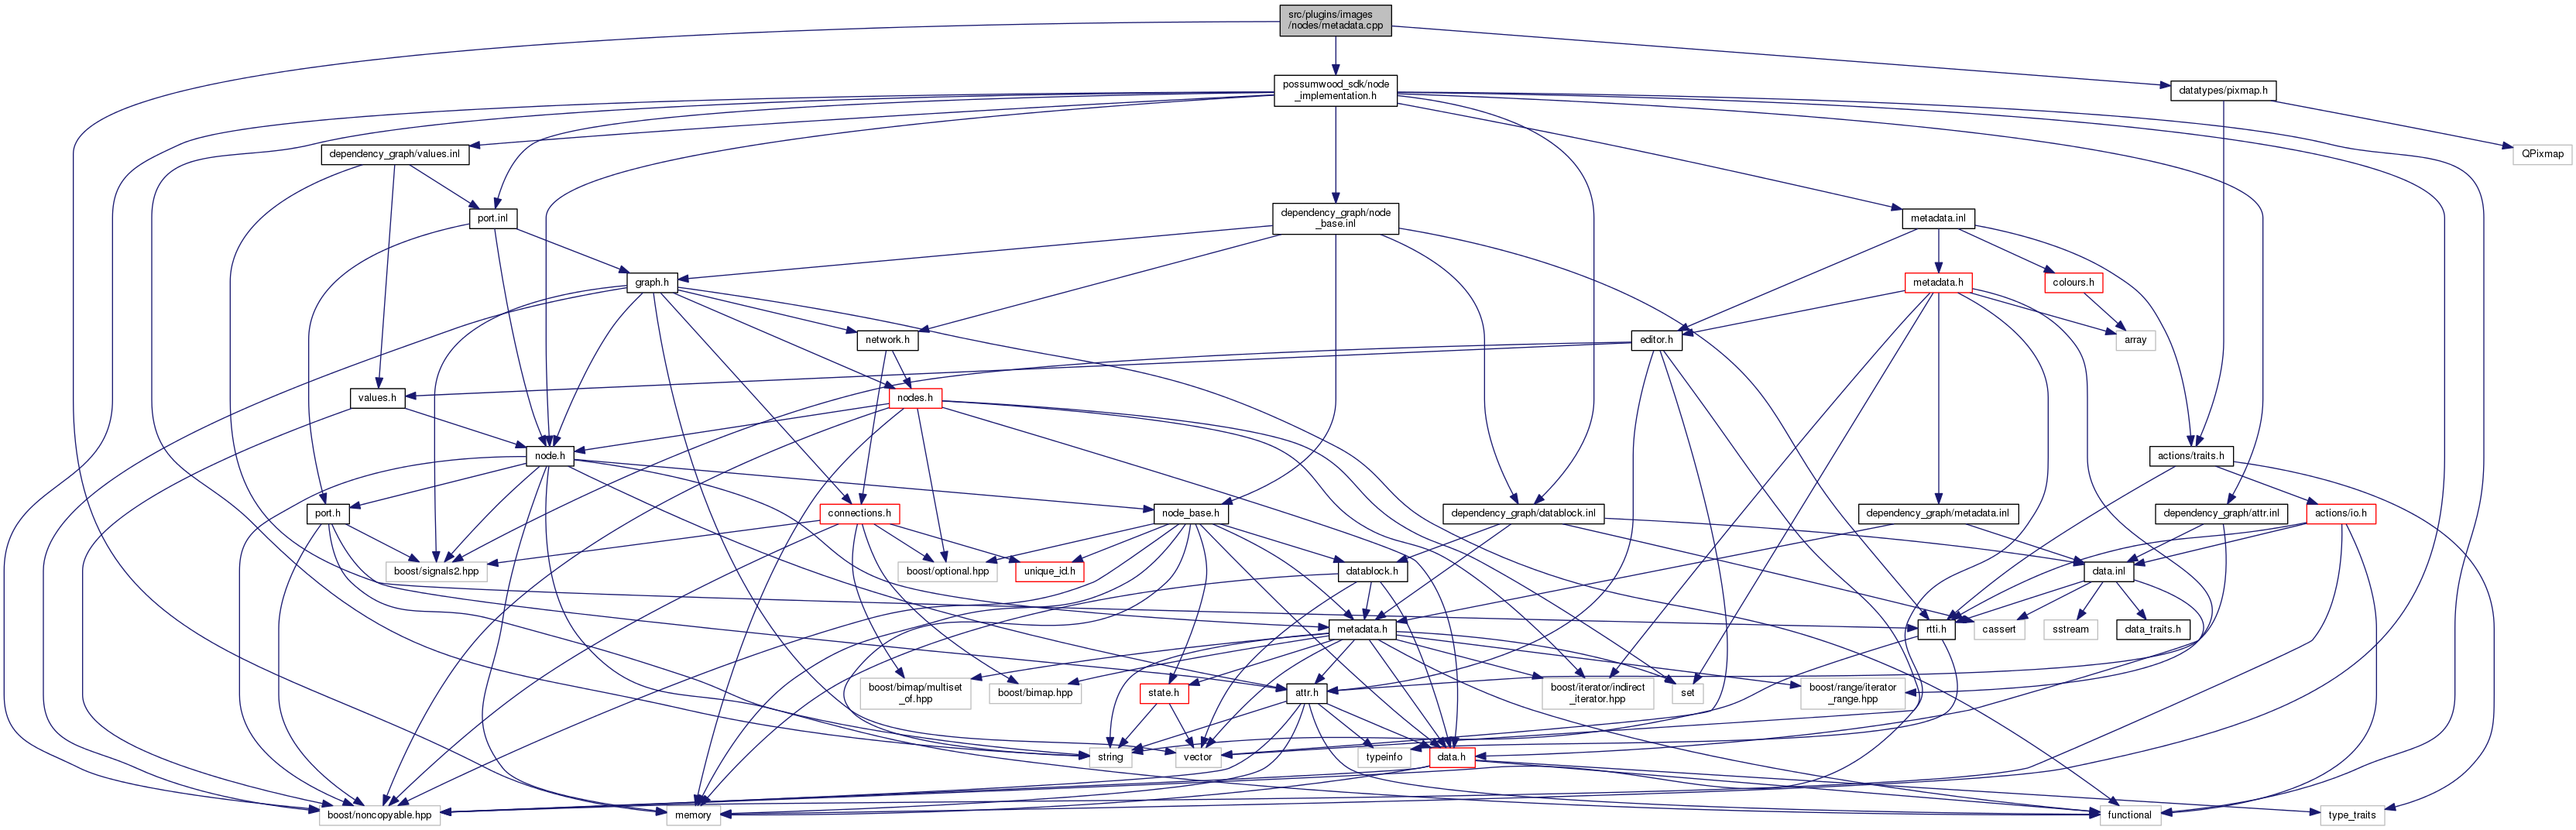 src/plugins/images
/nodes/metadata.cpp
possumwood_sdk/node
_implementation.h
datatypes/pixmap.h
dependency_graph/values.inl
QPixmap
port.inl
dependency_graph/node
_base.inl
metadata.inl
graph.h
metadata.h
colours.h
network.h
editor.h
array
values.h
nodes.h
node.h
actions/traits.h
port.h
connections.h
node_base.h
dependency_graph/datablock.inl
dependency_graph/metadata.inl
dependency_graph/attr.inl
actions/io.h
boost/signals2.hpp
boost/optional.hpp
unique_id.h
datablock.h
data.inl
metadata.h
rtti.h
cassert
sstream
data_traits.h
boost/bimap/multiset
_of.hpp
boost/bimap.hpp
state.h
attr.h
boost/iterator/indirect
_iterator.hpp
set
boost/range/iterator
_range.hpp
string
vector
typeinfo
data.h
boost/noncopyable.hpp
memory
functional
type_traits